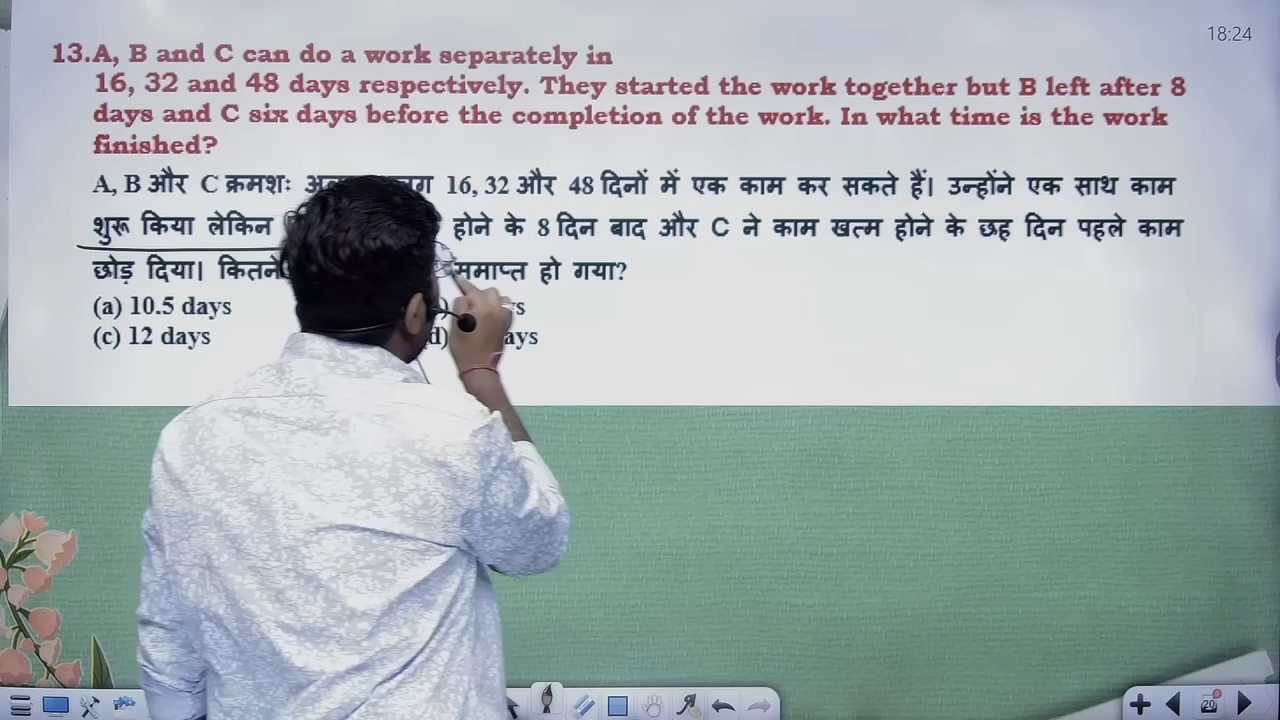 18:24
13.A, B and C can do a work separately in
16, 32 and 48 days respectively. They started the work together but B left after 8
days and C six days before the completion of the work. In what time is the work
finished?
A, B और C क्रमशः 16, 32 और 48 दिनों में एक काम कर सकते हैं। उन्होंने एक साथ काम
शुरू किया लेकिन होने के 8 दिन बाद और C ने काम खत्म होने के छह दिन पहले काम
छोड़ दिया। हो गया?
(a) 10.5 days
(c) 12 days
20